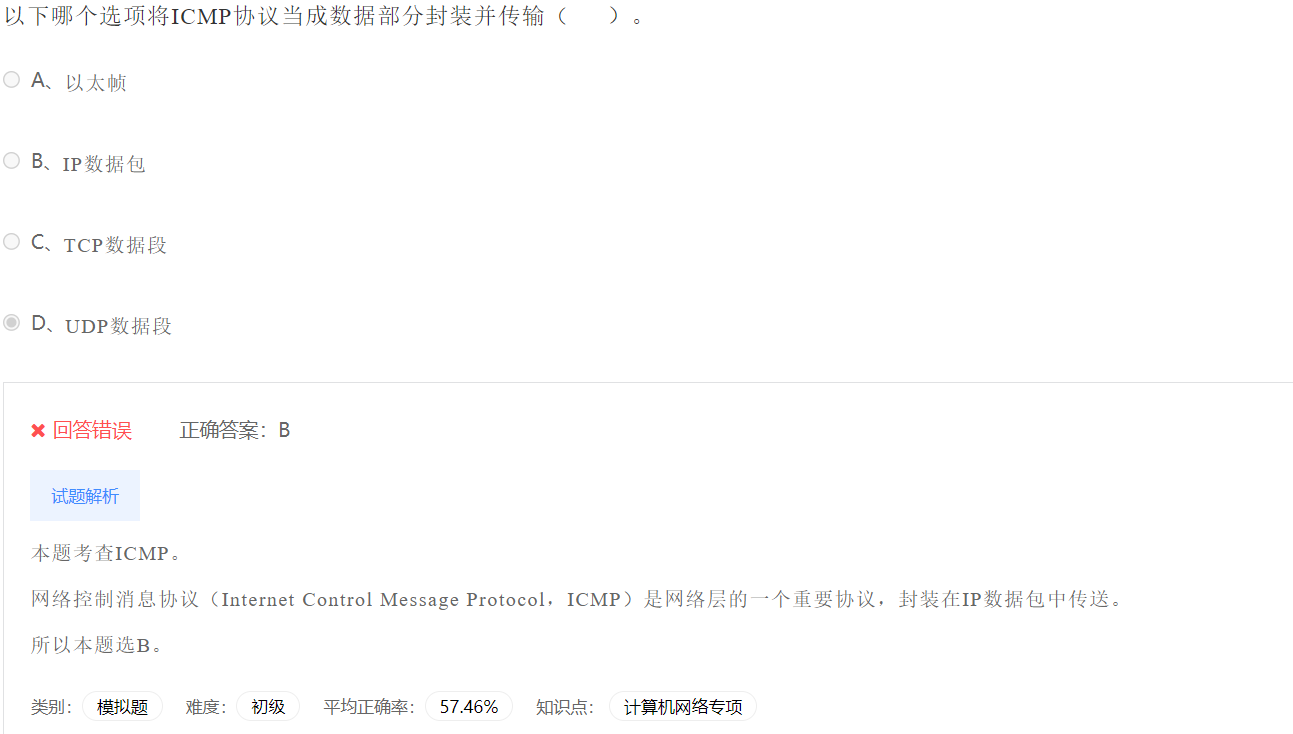 以下哪个选项将ICMP协议当成数据部分封装并传输（　　）。
A、以太帧
B、IP数据包
C、TCP数据段
D、UDP数据段
回答错误 正确答案：B
试题解析
本题考查ICMP。
网络控制消息协议（Internet Control Message Protocol，ICMP）是网络层的一个重要协议，封装在IP数据包中传送。
所以本题选B。
类别： 模拟题 难度： 初级 平均正确率： 57.46% 知识点： 计算机网络专项